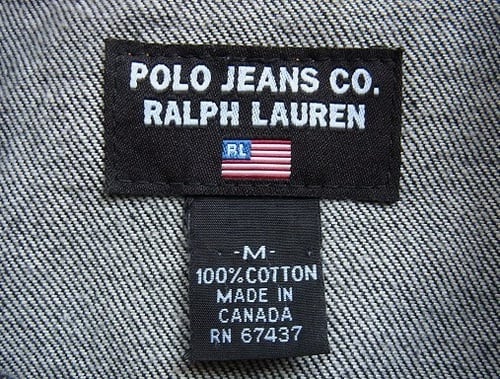 POLO JEANS CO.
RALPH LAUREN
RL
-M-
100% COTTON
MADE IN
CANADA
RN 67437